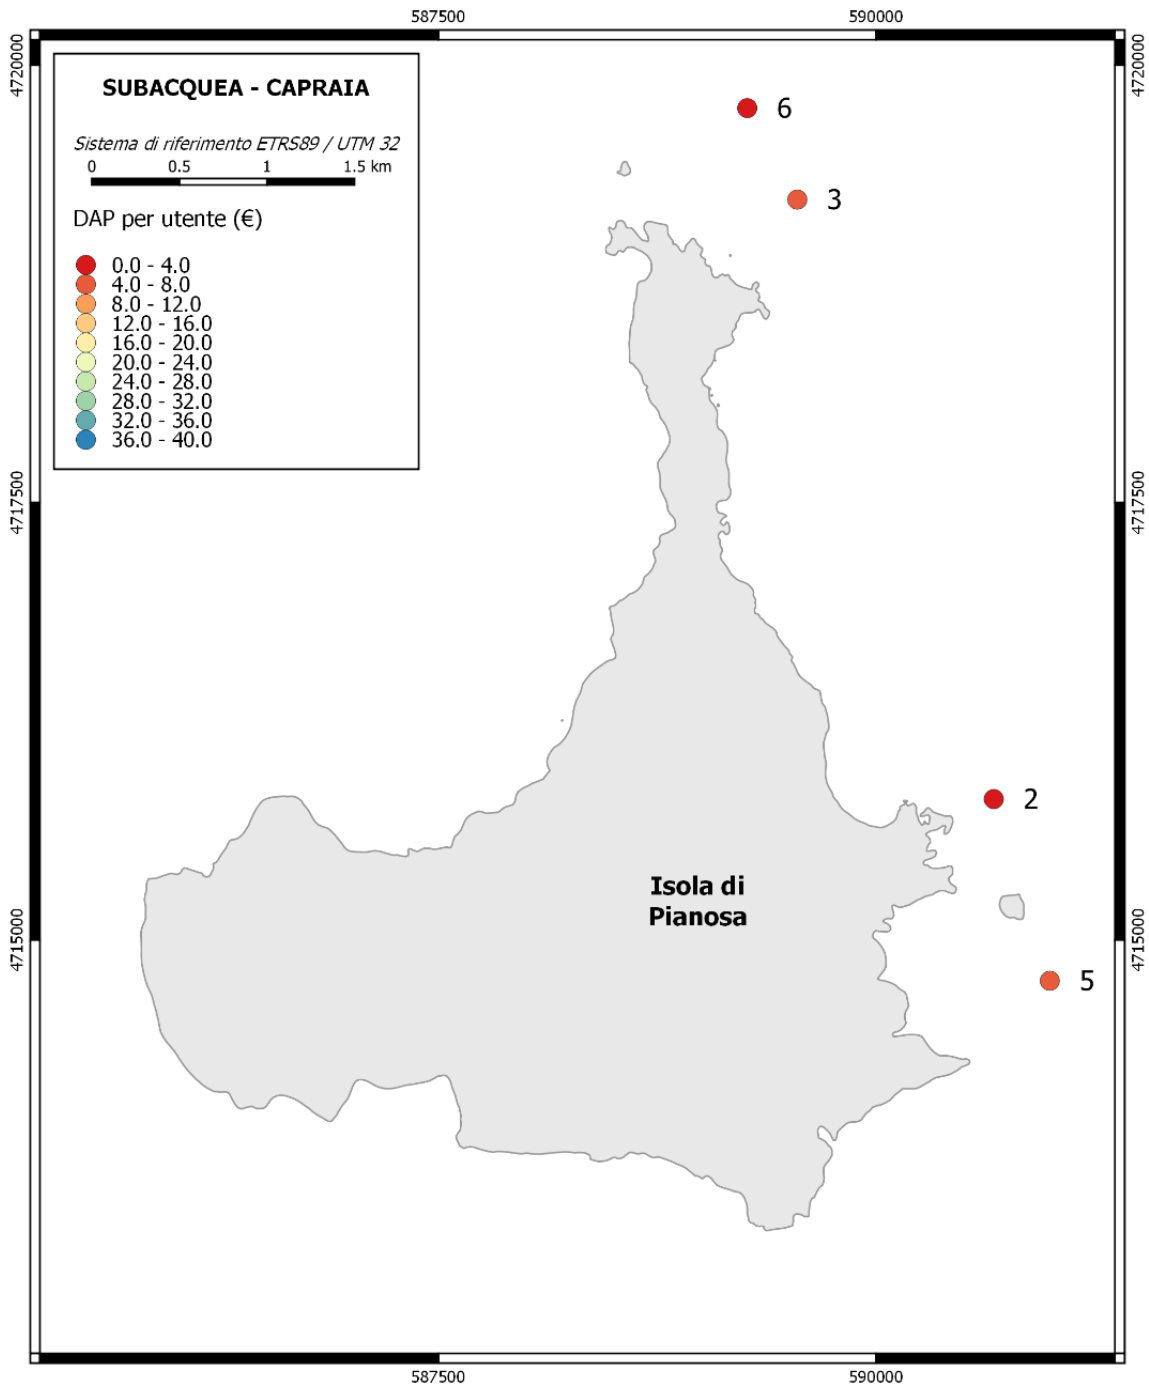 587500
590000
4720000
4720000
SUBACQUEA - CAPRAIA
Sistema di riferimento ETRS89 / UTM 32
0 0.5 1 1.5 km
DAP per utente (€)
0.0 - 4.0
4.0 - 8.0
8.0 - 12.0
12.0 - 16.0
16.0 - 20.0
20.0 - 24.0
24.0 - 28.0
28.0 - 32.0
32.0 - 36.0
36.0 - 40.0
6
3
4717500
4717500
2
Isola di
Pianosa
4715000
4715000
5
587500
590000